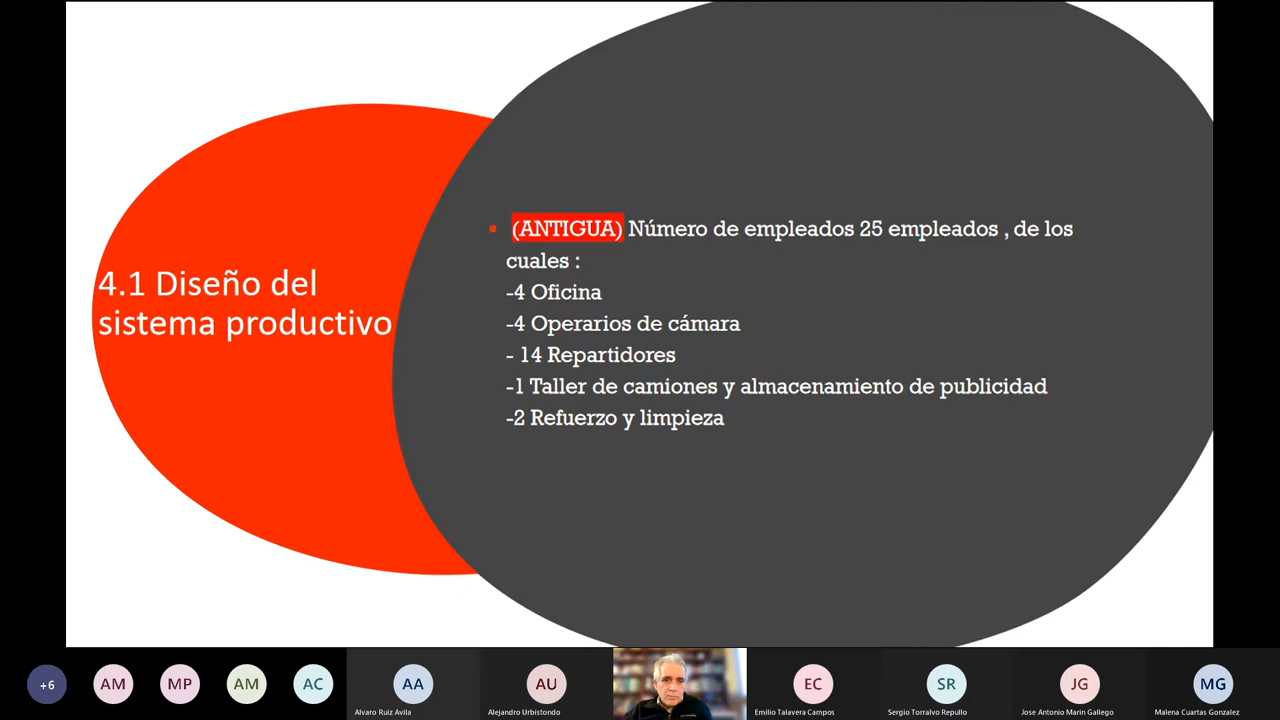 4.1 Diseño del
sistema productivo
(ANTIGUA) Número de empleados 25 empleados , de los
cuales :
-4 Oficina
-4 Operarios de cámara
- 14 Repartidores
-1 Taller de camiones y almacenamiento de publicidad
-2 Refuerzo y limpieza
+6
AM
MP
AM
AC
AA
AU
EC
SR
JG
MG
Alvaro Ruiz Avila
Alejandro Urbistondo
Emilio Talavera Campos
Sergio Torralvo Repullo
Jose Antonio Marin Gallego
Malena Cuartas Gonzalez